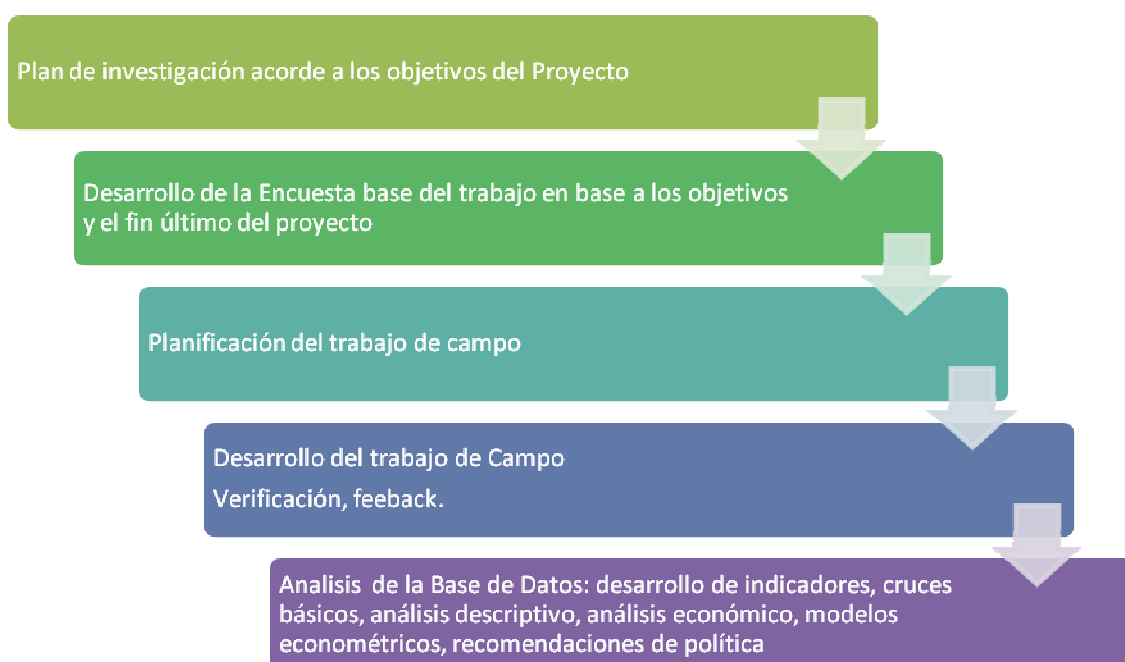 Plan de investigación acorde a los objetivos del Proyecto
Desarrollo de la Encuesta base del trabajo en base a los objetivos
y el fin último del proyecto
Planificación del trabajo de campo
Desarrollo del trabajo de Campo
Verificación, feeback.
Analisis de la Base de Datos: desarrollo de indicadores, cruces
básicos, análisis descriptivo, análisis económico, modelos
econométricos, recomendaciones de política